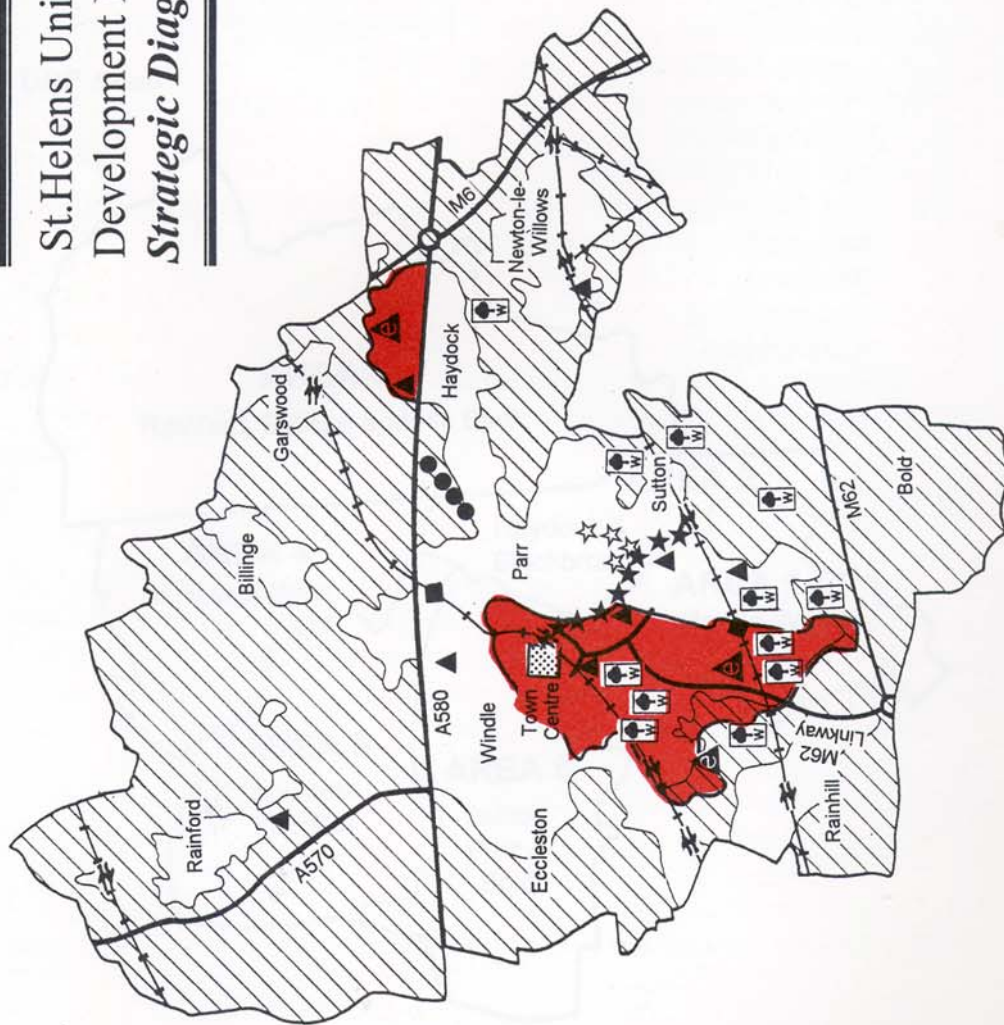 St.Helens Uni
Development
Strategic Diag
Rainford
Billinge
Garswood
A570
e
A580
Haydock
M6
Windle
Parr
Newton-le-
Willows
Town
Centre
Eccleston
w
w
w
w
w
Sutton
w
e
e
w
w
w
w
w
w
M62
Linkway
Rainhill
M62
Bold